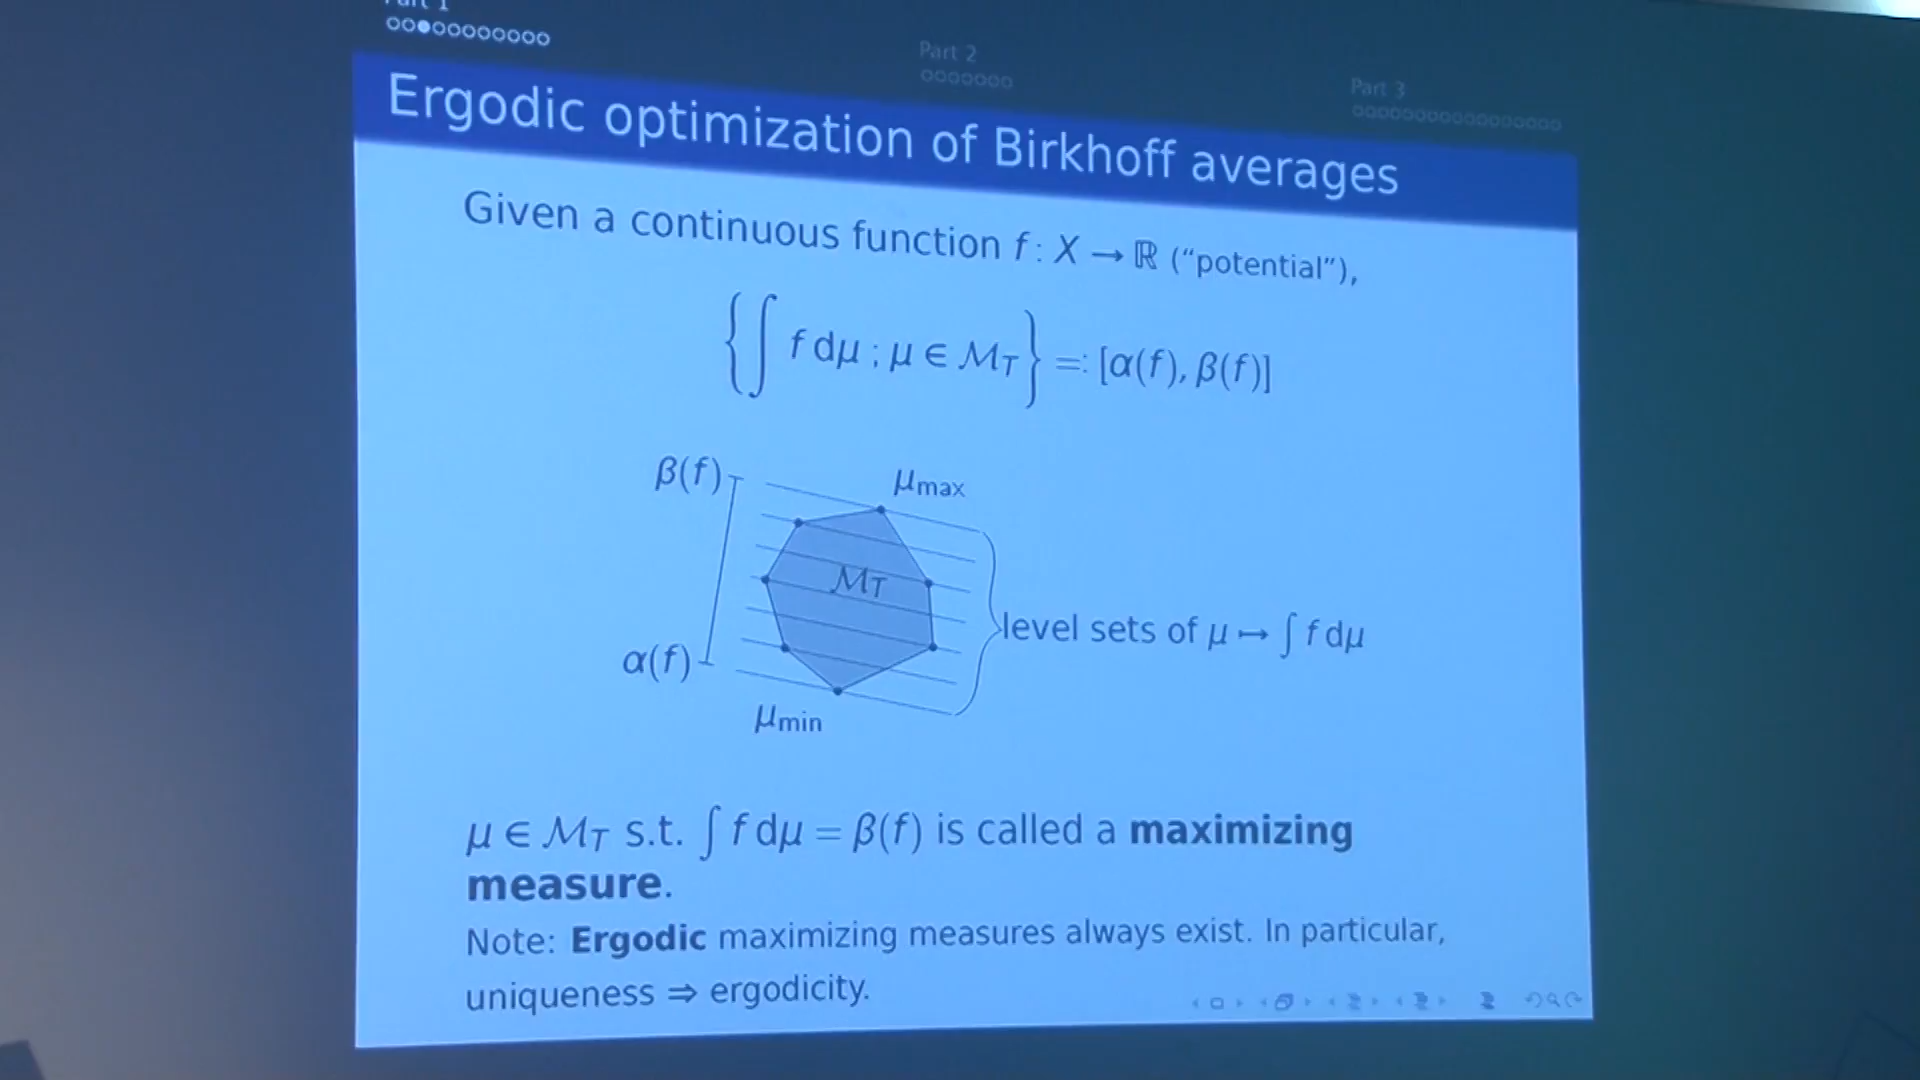 Part 1
Part 2
Part 3
Ergodic optimization of Birkhoff averages
Given a continuous function f : X → ℝ (“potential”),
{∫ f dμ ; μ ∈ ℳ_T} =: [α(f), β(f)]
β(f)
μ_max
ℳ_T
level sets of μ ↦ ∫ f dμ
α(f)
μ_min
μ ∈ ℳ_T s.t. ∫ f dμ = β(f) is called a maximizing
measure.
Note: Ergodic maximizing measures always exist. In particular,
uniqueness ⇒ ergodicity.